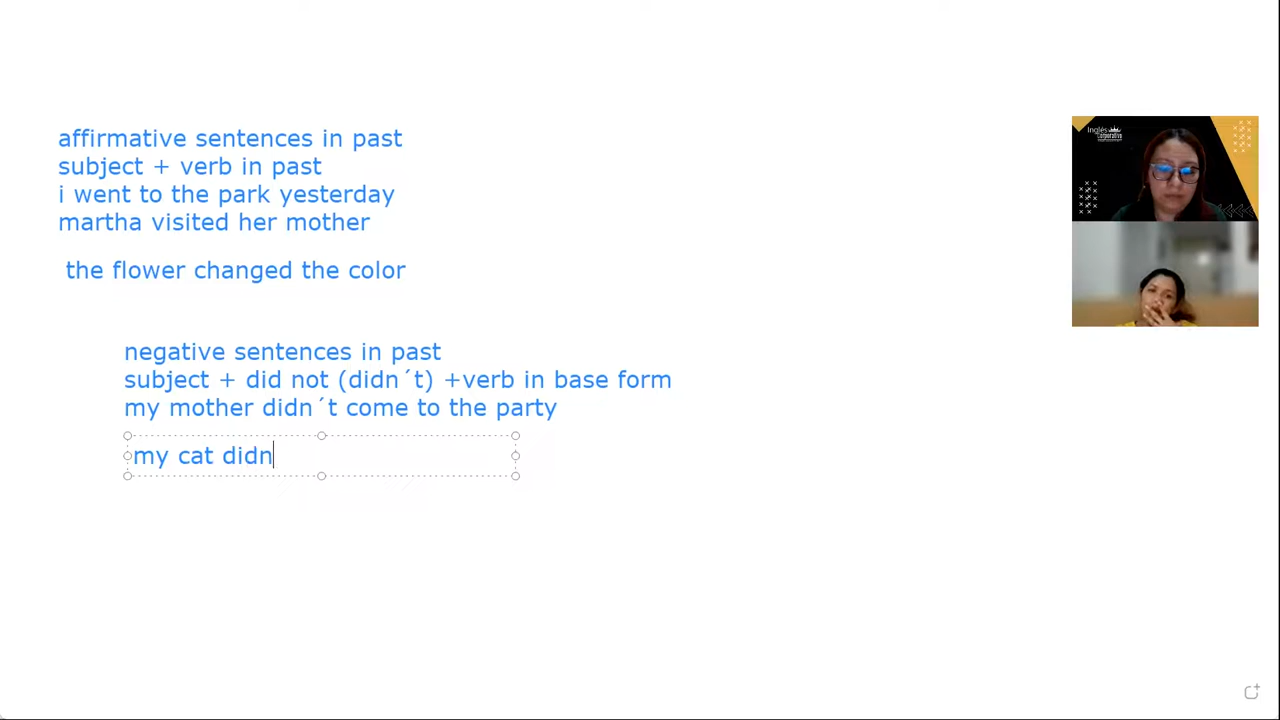 affirmative sentences in past
subject + verb in past
i went to the park yesterday
martha visited her mother
the flower changed the color
negative sentences in past
subject + did not (didn´t) +verb in base form
my mother didn´t come to the party
my cat didn
Inglés
Corporativo